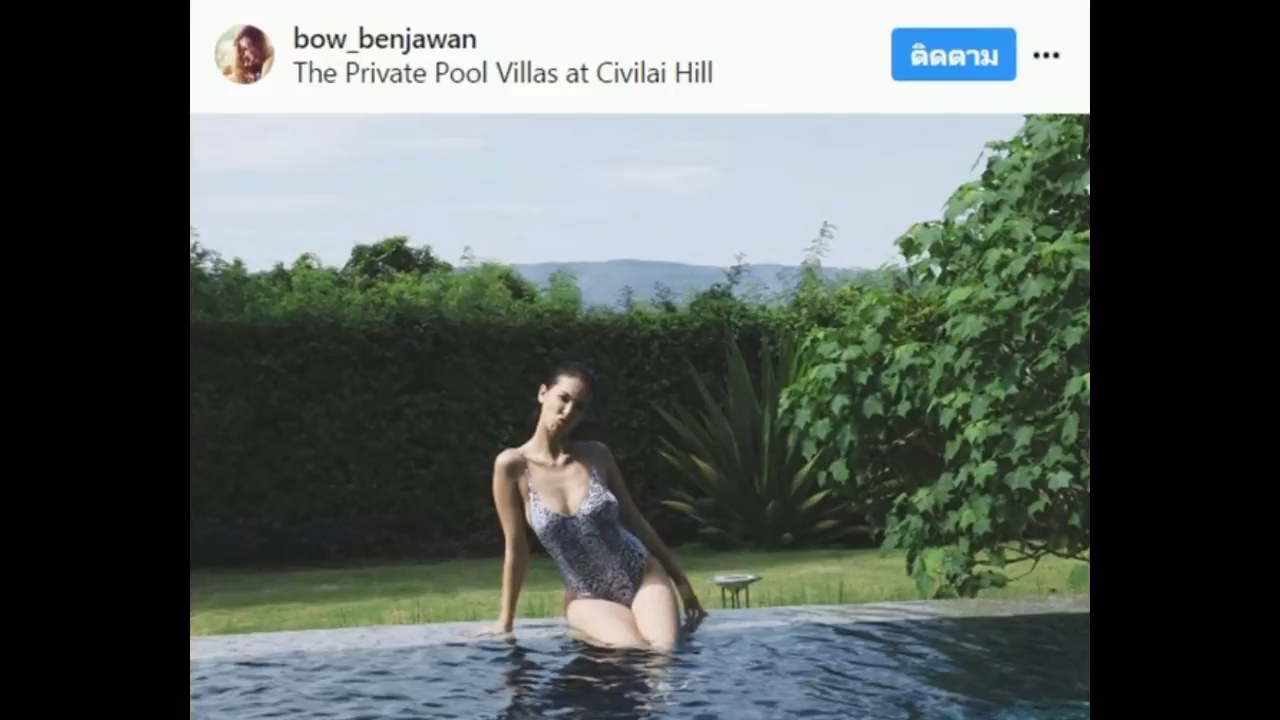 bow_benjawan
The Private Pool Villas at Civilai Hill
ติดตาม